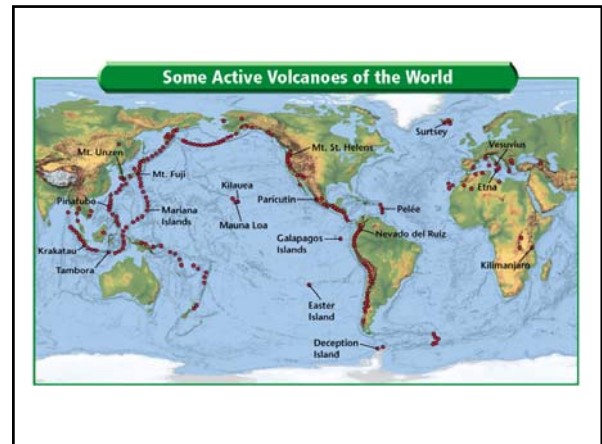 Some Active Volcanoes of the World
Surtsey
Vesuvius
Mt. Unzen
Mt. St. Helens
Mt. Fuji
Etna
Kilauea
Pinatubo
Parícutin
Pelée
Mariana
Islands
Mauna Loa
Nevado del Ruiz
Galapagos
Islands
Krakatau
Kilimanjaro
Tambora
Easter
Island
Deception
Island